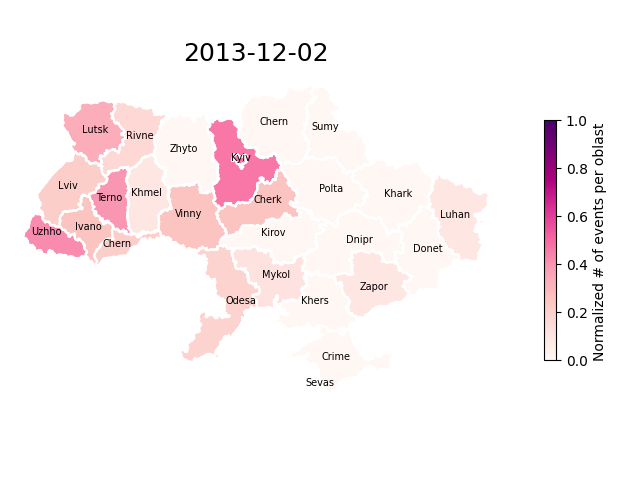 2013-12-02
Chern
Sumy
Lutsk
Rivne
Zhyto
Kyiv
Lviv
Terno
Khmel
Cherk
Polta
Khark
Luhan
Vinny
Uzhho
Ivano
Chern
Kirov
Dnipr
Donet
Mykol
Zapor
Odesa
Khers
Crime
Sevas
1.0
0.8
0.6
0.4
0.2
0.0
Normalized # of events per oblast